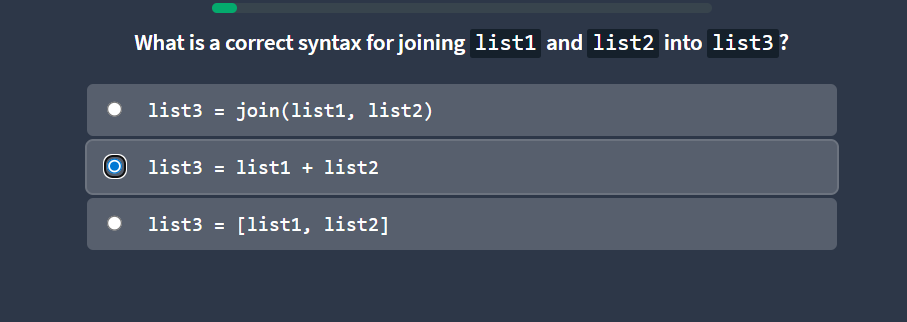 What is a correct syntax for joining list1 and list2 into list3?
list3 = join(list1, list2)
list3 = list1 + list2
list3 = [list1, list2]